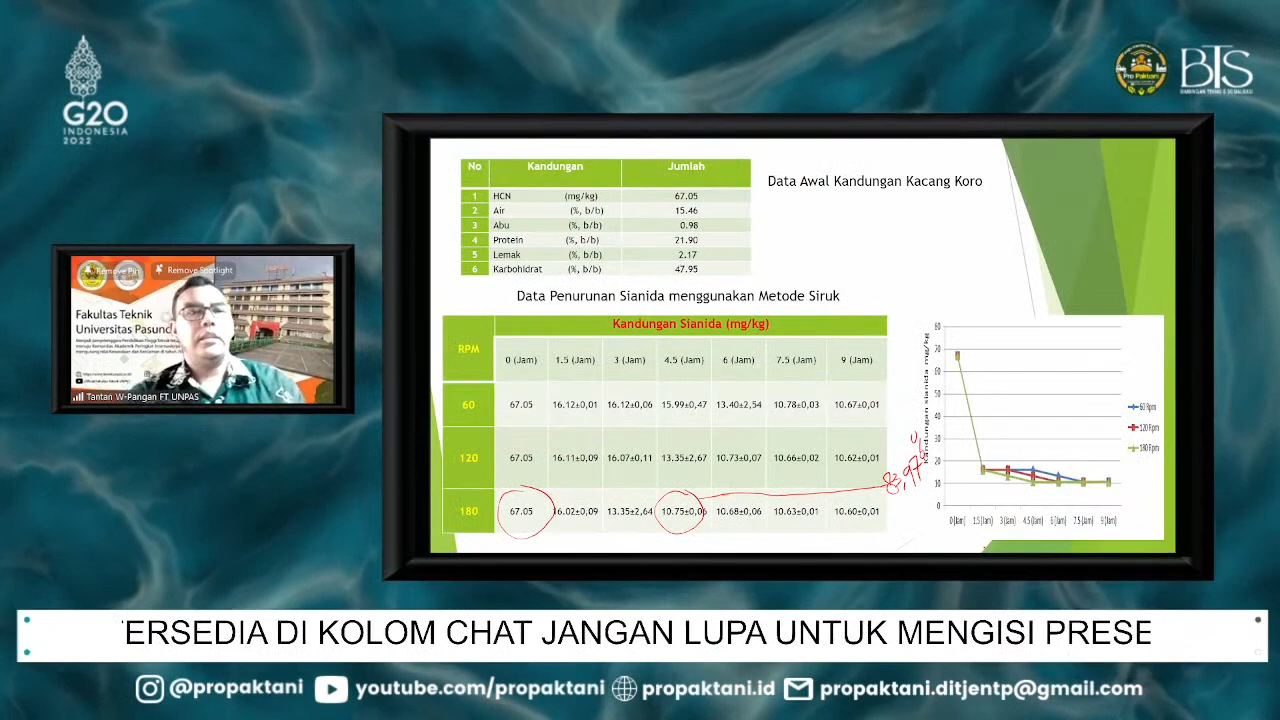 G20
INDONESIA
2022
Pro Paktani
BTS
BIMBINGAN TEKNIS & SOSIALISASI
No Kandungan Jumlah
1 HCN (mg/kg) 67.05
2 Air (%, b/b) 15.46
3 Abu (%, b/b) 0.98
4 Protein (%, b/b) 21.90
5 Lemak (%, b/b) 2.17
6 Karbohidrat (%, b/b) 47.95
Data Awal Kandungan Kacang Koro
Data Penurunan Sianida menggunakan Metode Siruk
RPM
Kandungan Sianida (mg/kg)
0 (Jam) 1.5 (Jam) 3 (Jam) 4.5 (Jam) 6 (Jam) 7.5 (Jam) 9 (Jam)
60 67.05 16.12±0,01 16.12±0,06 15.99±0,47 13.40±2,54 10.78±0,03 10.67±0,01
120 67.05 16.11±0,09 16.07±0,11 13.35±2,67 10.73±0,07 10.66±0,02 10.62±0,01
180 67.05 16.02±0,09 13.35±2,64 10.75±0,06 10.68±0,06 10.63±0,01 10.60±0,01
Kandungan sianida mg/kg
80
70
60
50
40
30
20
10
0
0 (Jam) 1.5 (Jam) 3 (Jam) 4.5 (Jam) 6 (Jam) 7.5 (Jam) 9 (Jam)
60 Rpm
120 Rpm
180 Rpm
Remove Pin
Remove Spotlight
Fakultas Teknik
Universitas Pasund
Tantan W-Pangan FT UNPAS
ERSEDIA DI KOLOM CHAT JANGAN LUPA UNTUK MENGISI PRESE
@propaktani youtube.com/propaktani propaktani.id propaktani.ditjentp@gmail.com